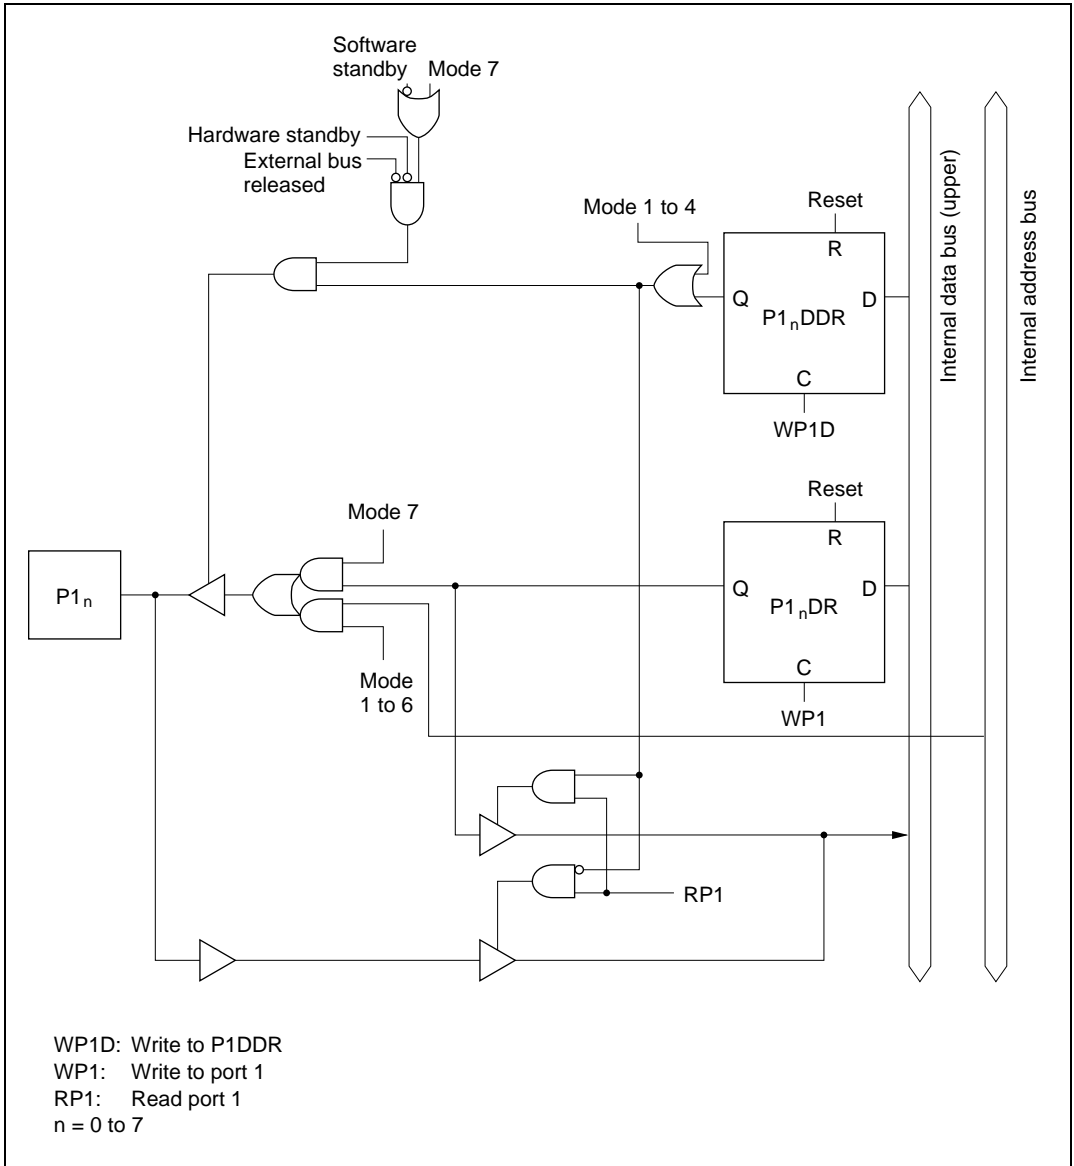 Software
standby
Mode 7
Hardware standby
External bus
released
Mode 1 to 4
Reset
R
Q
D
P1nDDR
C
WP1D
Internal data bus (upper)
Internal address bus
Mode 7
Reset
R
P1n
Q
D
P1nDR
C
Mode
1 to 6
WP1
RP1
WP1D: Write to P1DDR
WP1: Write to port 1
RP1: Read port 1
n = 0 to 7